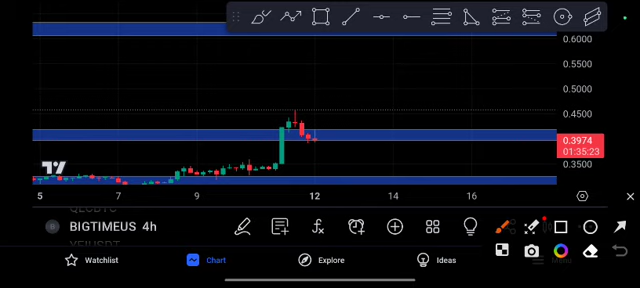 0.6000
0.5500
0.5000
0.4500
0.3974
01:35:23
0.3500
5 7 9 12 14 16
BIGTIMEUS 4h
Watchlist Chart Explore Ideas